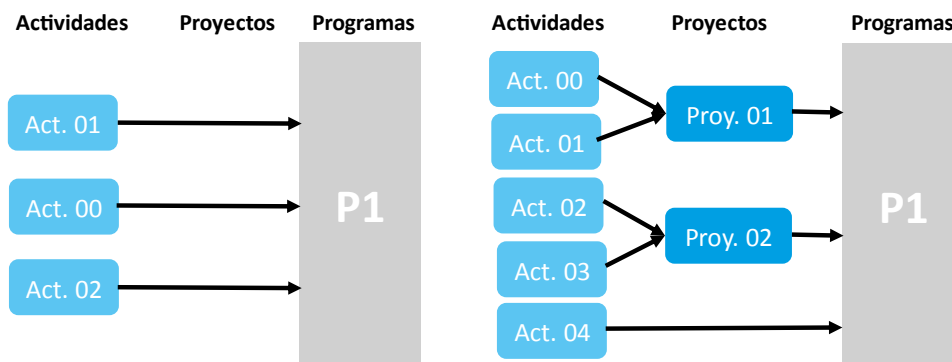 Actividades Proyectos Programas
Act. 01
Act. 00
Act. 02
P1
Actividades Proyectos Programas
Act. 00
Act. 01
Proy. 01
Act. 02
Act. 03
Proy. 02
Act. 04
P1